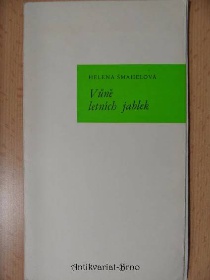 HELENA ŠMAHELOVÁ
Vůně
letních jablek
Antikvariat-Brno